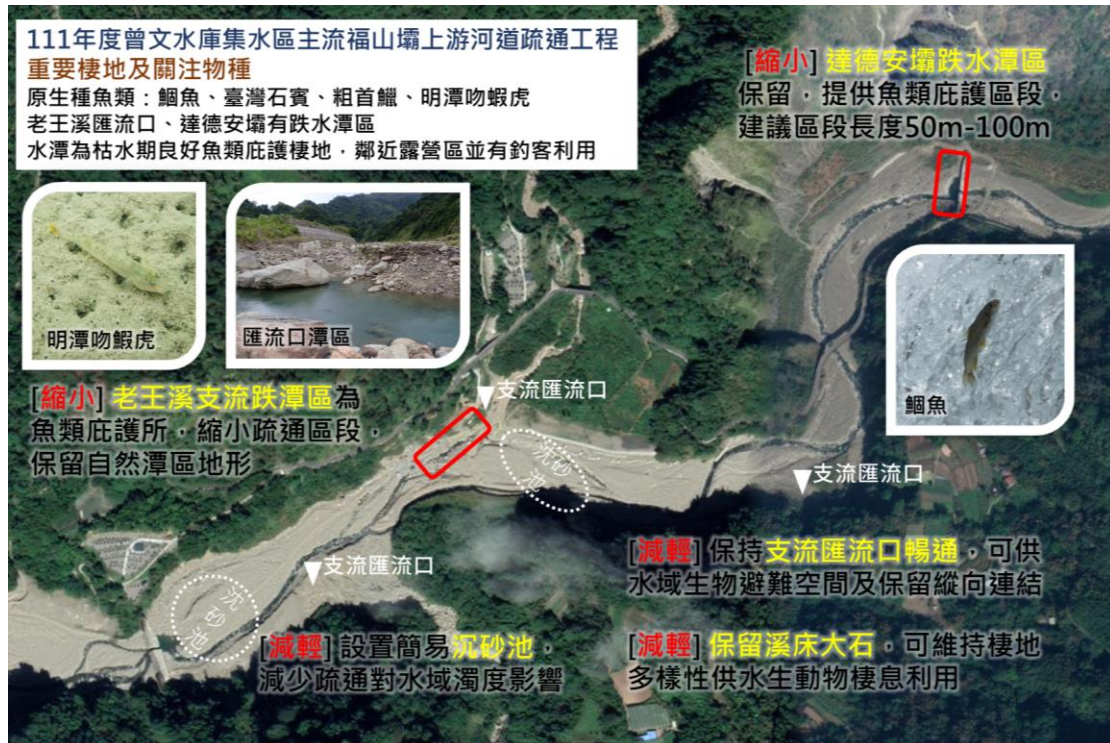 111年度曾文水庫集水區主流福山壩上游河道疏通工程
重要棲地及關注物種
原生種魚類：鯝魚、臺灣石賓、粗首鱲、明潭吻蝦虎
老王溪匯流口、達德安壩有跌水潭區
水潭為枯水期良好魚類庇護棲地，鄰近露營區並有釣客利用
[縮小] 達德安壩跌水潭區
保留，提供魚類庇護區段，
建議區段長度50m-100m
明潭吻蝦虎
匯流口潭區
鯝魚
[縮小] 老王溪支流跌潭區為
魚類庇護所，縮小疏通區段，
保留自然潭區地形
支流匯流口
沉砂
池
支流匯流口
支流匯流口
沉砂
池
[減輕] 保持支流匯流口暢通，可供
水域生物避難空間及保留縱向連結
[減輕] 設置簡易沉砂池，
減少疏通對水域濁度影響
[減輕] 保留溪床大石，可維持棲地
多樣性供水生動物棲息利用